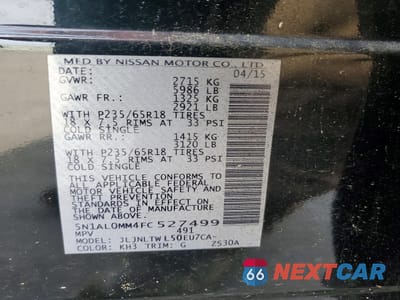 MFD BY NISSAN MOTOR CO., LTD
DATE: 04/15
GVWR: 2715 KG
5986 LB
GAWR FR: 1325 KG
2921 LB
WITH P235/65R18 TIRES
18 X 7.5 RIMS AT 33 PSI
COLD SINGLE
GAWR RR: 1415 KG
3120 LB
WITH P235/65R18 TIRES
18 X 7.5 RIMS AT 33 PSI
COLD SINGLE
THIS VEHICLE CONFORMS TO ALL
APPLICABLE FEDERAL MOTOR
MOTOR VEHICLE SAFETY AND
THEFT PREVENTION
STANDARDS IN EFFECT ON THE
DATE OF MANUFACTURE
5N1AL0MM4FC 527499
MPV 491
MODEL: JLJNLTWL50EU7CA-
COLOR: KH3 TRIM: G Z530A
66 NEXTCAR